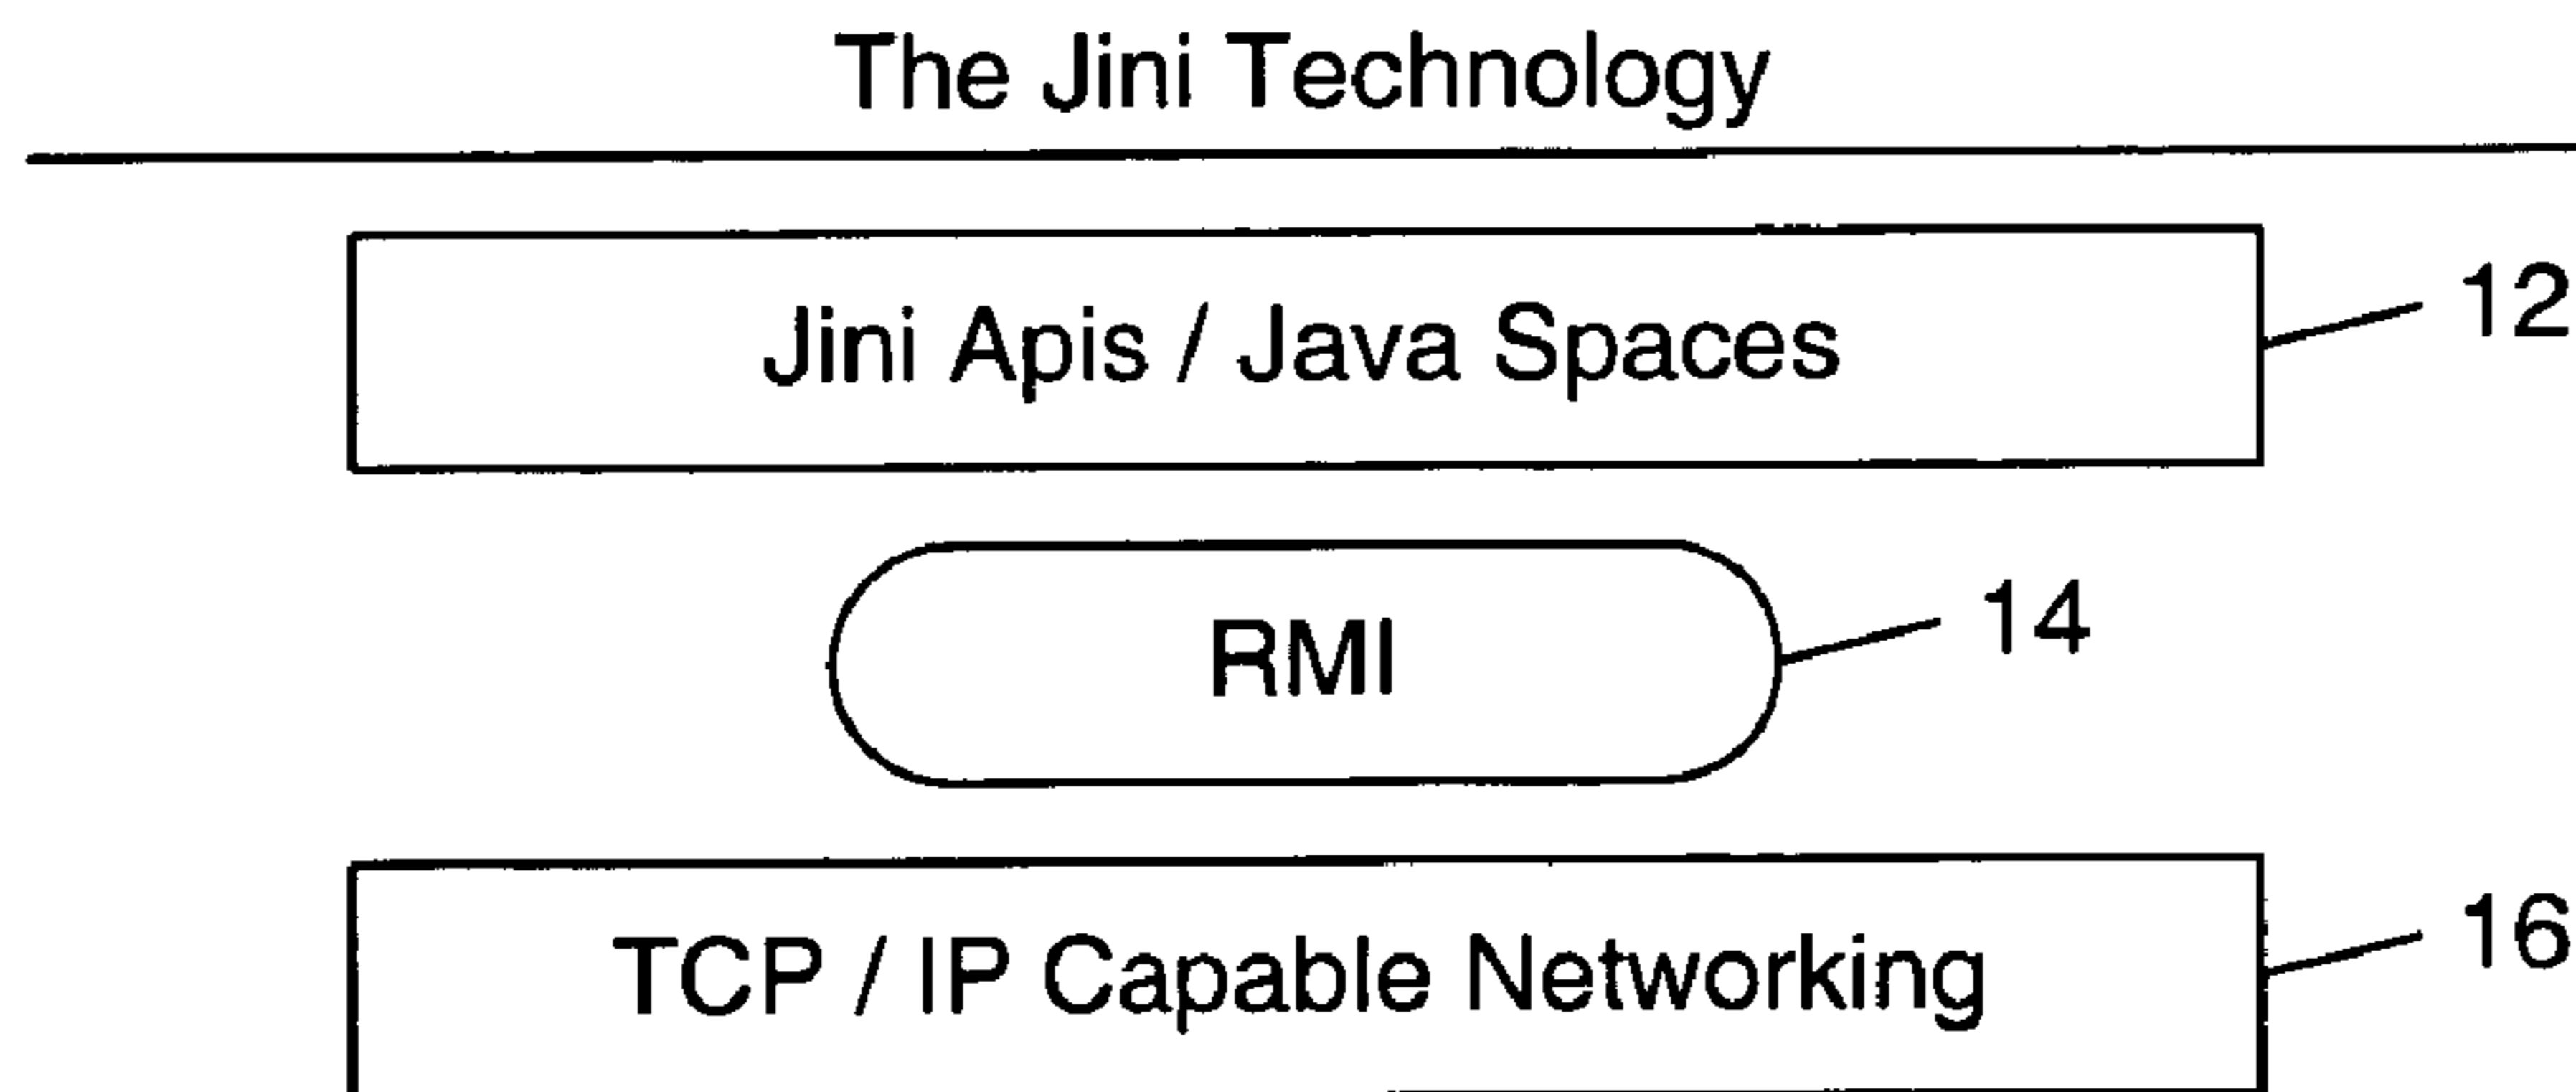 The Jini Technology
Jini Apis / Java Spaces
12
RMI
14
TCP / IP Capable Networking
16